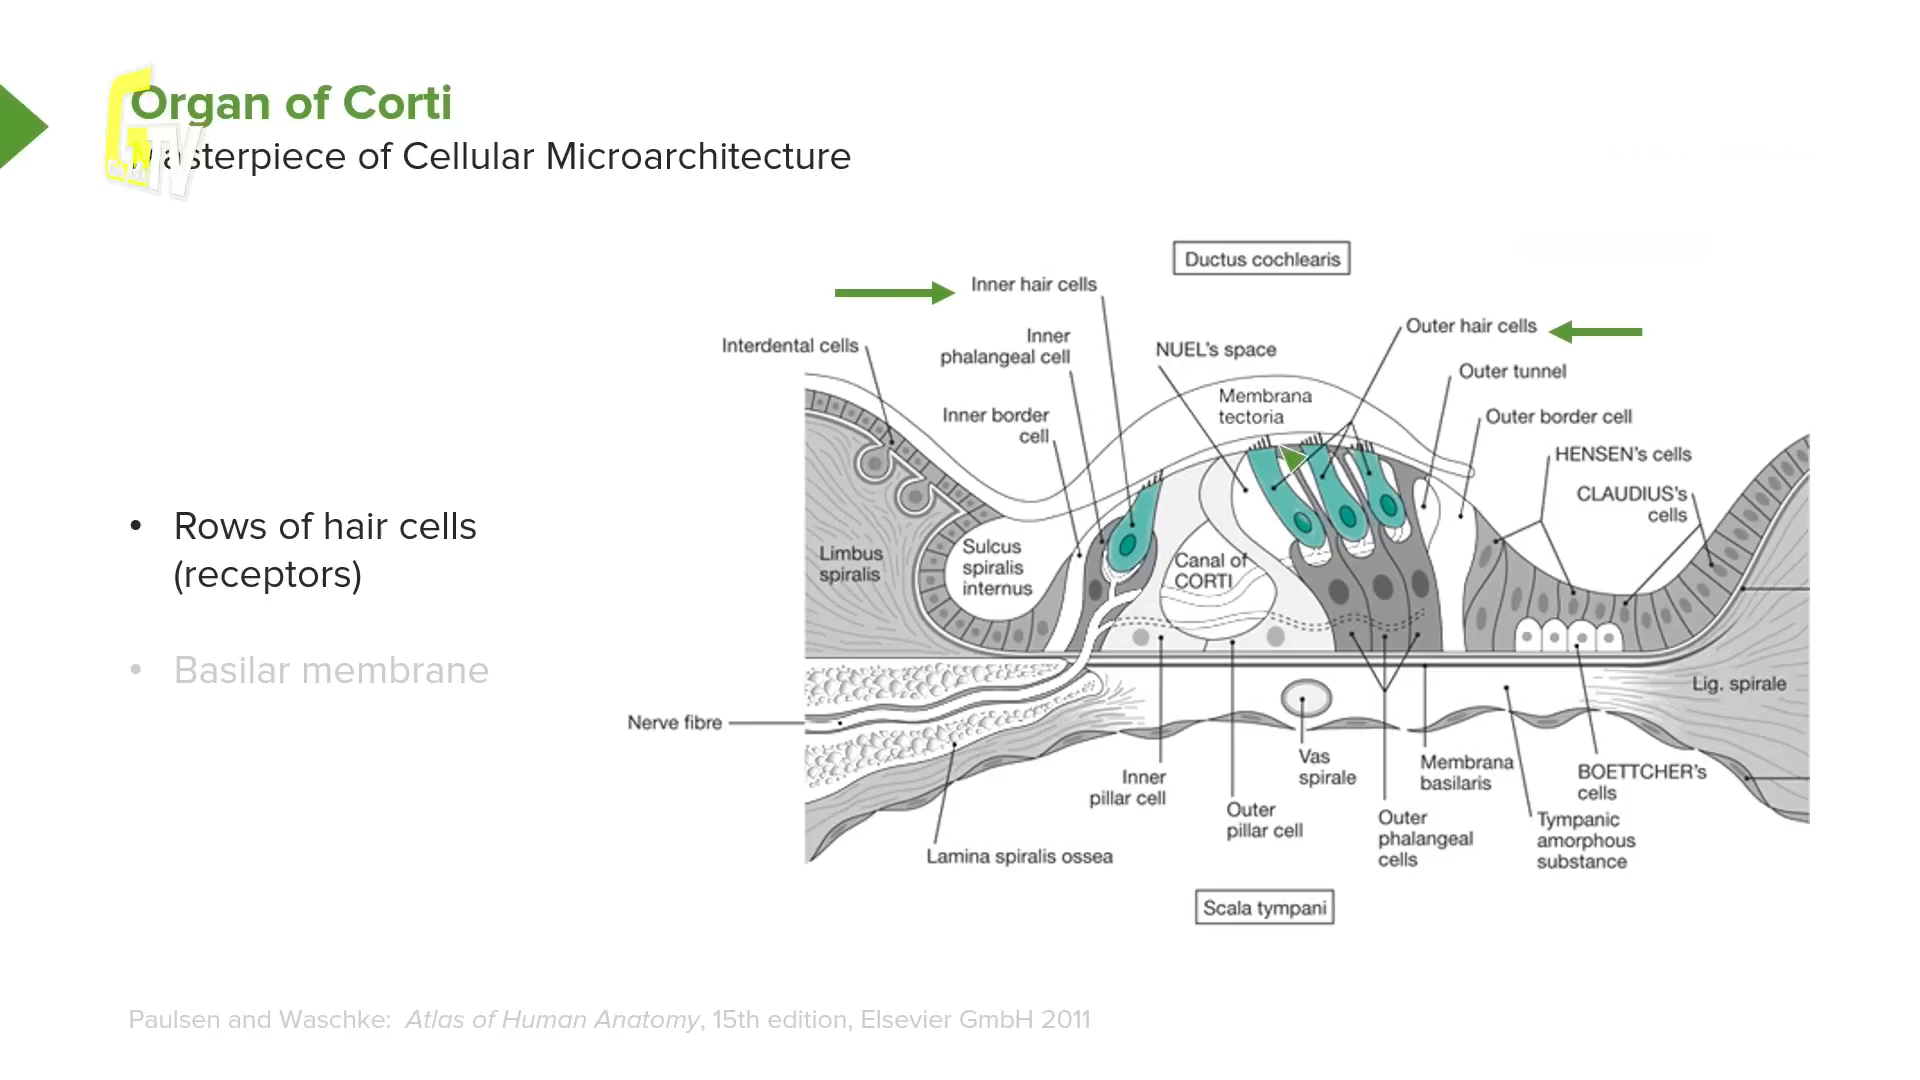 Organ of Corti
Masterpiece of Cellular Microarchitecture
Ductus cochlearis
Inner hair cells
Outer hair cells
Interdental cells
Inner
phalangeal cell
NUEL's space
Outer tunnel
Membrana
tectoria
Inner border
cell
Outer border cell
HENSEN's cells
CLAUDIUS's
cells
• Rows of hair cells
(receptors)
Limbus
spiralis
Sulcus
spiralis
internus
Canal of
CORTI
• Basilar membrane
Lig. spirale
Nerve fibre
Vas
spirale
Membrana
basilaris
BOETTCHER's
cells
Inner
pillar cell
Outer
pillar cell
Outer
phalangeal
cells
Tympanic
amorphous
substance
Lamina spiralis ossea
Scala tympani
Paulsen and Waschke: Atlas of Human Anatomy, 15th edition, Elsevier GmbH 2011